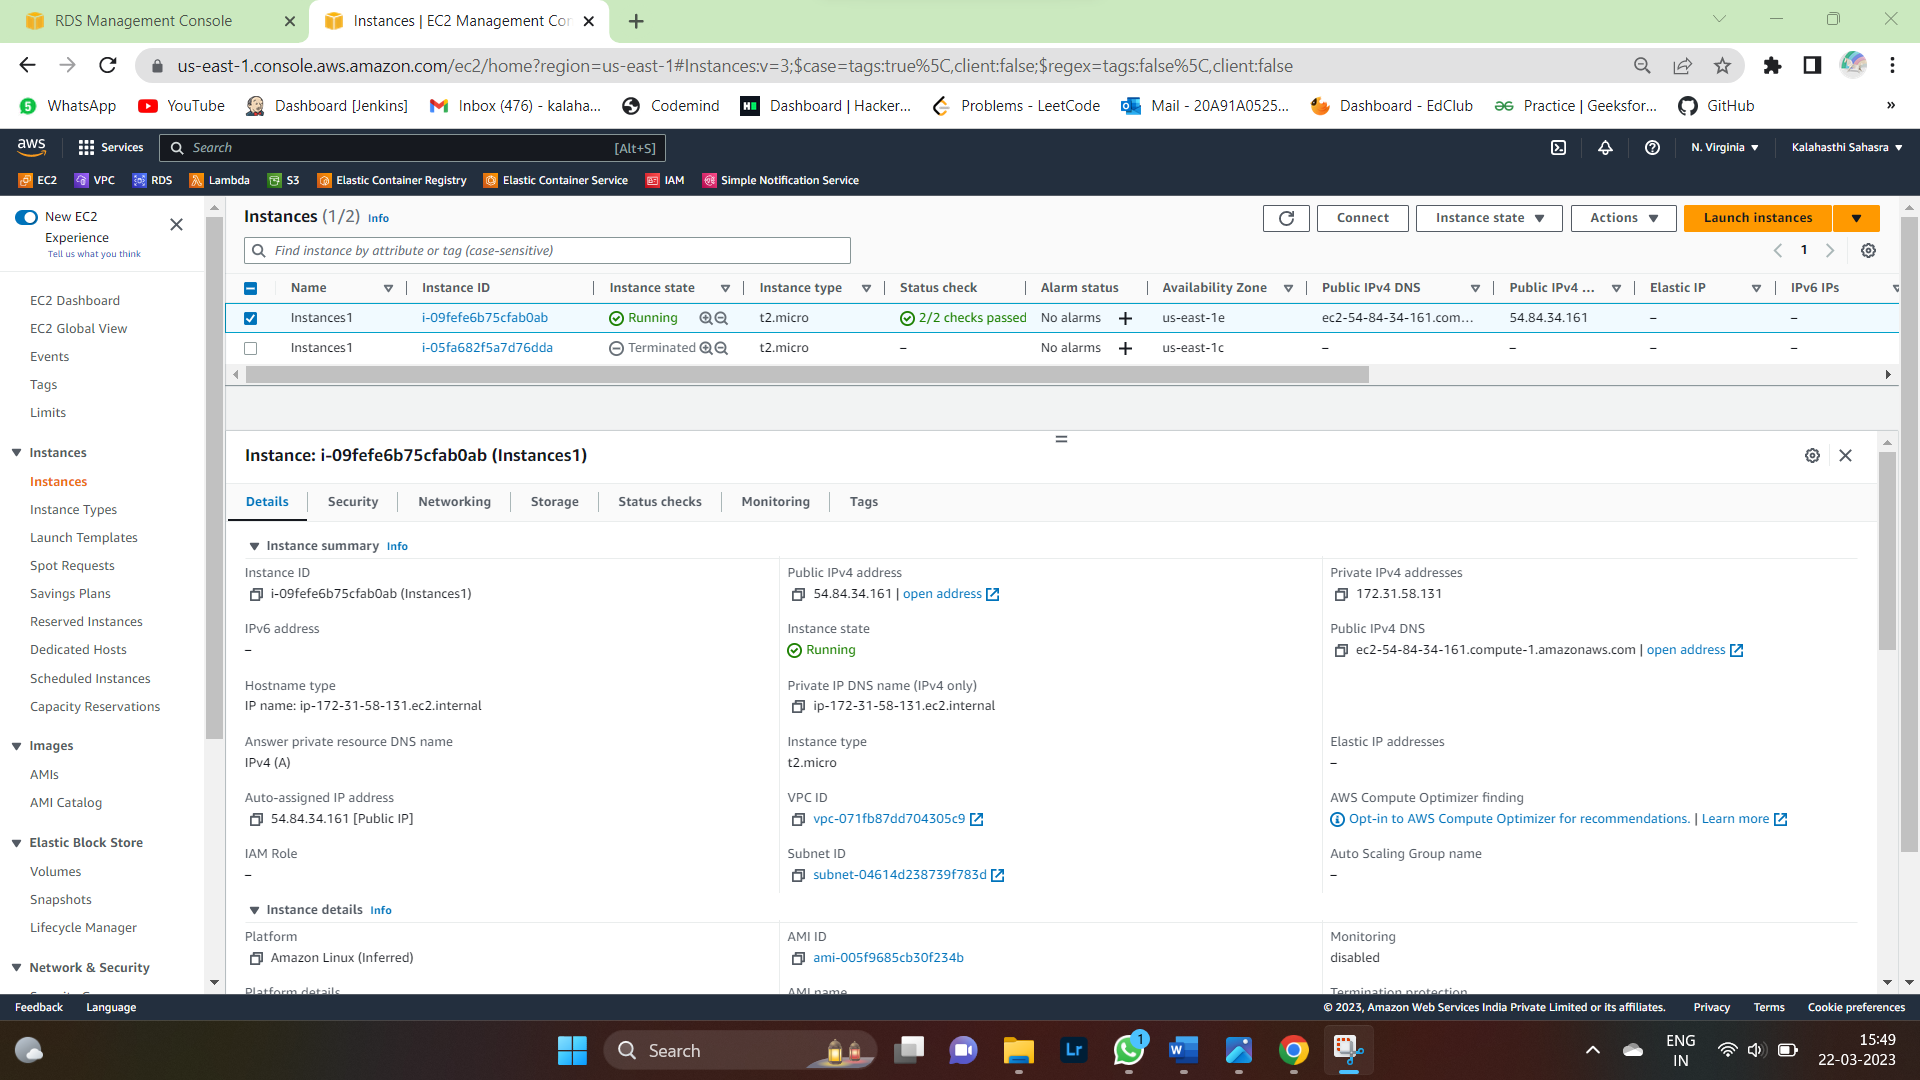 RDS Management Console
Instances | EC2 Management Con
us-east-1.console.aws.amazon.com/ec2/home?region=us-east-1#Instances:v=3;$case=tags:true%5C,client:false;$regex=tags:false%5C,client:false
WhatsApp YouTube Dashboard [Jenkins] Inbox (476) - kalaha... Codemind Dashboard | Hacker... Problems - LeetCode Mail - 20A91A0525... Dashboard - EdClub Practice | Geeksfor... GitHub »
aws Services Search [Alt+S] N. Virginia Kalahasthi Sahasra
EC2 VPC RDS Lambda S3 Elastic Container Registry Elastic Container Service IAM Simple Notification Service
New EC2
Experience
Tell us what you think
EC2 Dashboard
EC2 Global View
Events
Tags
Limits
Instances
Instances
Instance Types
Launch Templates
Spot Requests
Savings Plans
Reserved Instances
Dedicated Hosts
Scheduled Instances
Capacity Reservations
Images
AMIs
AMI Catalog
Elastic Block Store
Volumes
Snapshots
Lifecycle Manager
Network & Security
Instances (1/2) Info
Connect Instance state Actions Launch instances
Find instance by attribute or tag (case-sensitive)
1
Name Instance ID Instance state Instance type Status check Alarm status Availability Zone Public IPv4 DNS Public IPv4 ... Elastic IP IPv6 IPs
Instances1 i-09fefe6b75cfab0ab Running t2.micro 2/2 checks passed No alarms + us-east-1e ec2-54-84-34-161.com... 54.84.34.161 – –
Instances1 i-05fa682f5a7d76dda Terminated t2.micro – No alarms + us-east-1c – – – –
Instance: i-09fefe6b75cfab0ab (Instances1)
Details Security Networking Storage Status checks Monitoring Tags
Instance summary Info
Instance ID
i-09fefe6b75cfab0ab (Instances1)
Public IPv4 address
54.84.34.161 | open address
Private IPv4 addresses
172.31.58.131
IPv6 address
–
Instance state
Running
Public IPv4 DNS
ec2-54-84-34-161.compute-1.amazonaws.com | open address
Hostname type
IP name: ip-172-31-58-131.ec2.internal
Private IP DNS name (IPv4 only)
ip-172-31-58-131.ec2.internal
Answer private resource DNS name
IPv4 (A)
Instance type
t2.micro
Elastic IP addresses
–
Auto-assigned IP address
54.84.34.161 [Public IP]
VPC ID
vpc-071fb87dd704305c9
AWS Compute Optimizer finding
Opt-in to AWS Compute Optimizer for recommendations. | Learn more
IAM Role
–
Subnet ID
subnet-04614d238739f783d
Auto Scaling Group name
–
Instance details Info
Platform
Amazon Linux (Inferred)
AMI ID
ami-005f9685cb30f234b
Monitoring
disabled
Platform details
AMI name
Termination protection
Feedback Language © 2023, Amazon Web Services India Private Limited or its affiliates. Privacy Terms Cookie preferences
Search
Lr
1
W
ENG
IN
15:49
22-03-2023